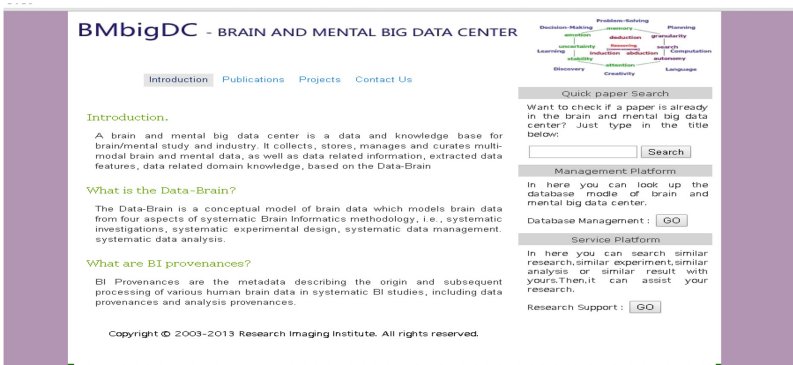 BMbigDC - BRAIN AND MENTAL BIG DATA CENTER
Problem-Solving
Decision-Making
memory
Planning
emotion
deduction
granularity
uncertainty
Reasoning
search
Learning
induction
abduction
Computation
stability
autonomy
attention
Discovery
Creativity
Language
Introduction
Publications
Projects
Contact Us
Introduction.
A brain and mental big data center is a data and knowledge base for
brain/mental study and industry. It collects, stores, manages and curates multi-
modal brain and mental data, as well as data related information, extracted data
features, data related domain knowledge, based on the Data-Brain
What is the Data-Brain?
The Data-Brain is a conceptual model of brain data which models brain data
from four aspects of systematic Brain Informatics methodology, i.e., systematic
investigations, systematic experimental design, systematic data management.
systematic data analysis.
What are BI provenances?
BI Provenances are the metadata describing the origin and subsequent
processing of various human brain data in systematic BI studies, including data
provenances and analysis provenances.
Copyright © 2003-2013 Research Imaging Institute. All rights reserved.
Quick paper Search
Want to check if a paper is already
in the brain and mental big data
center? Just type in the title
below:
Search
Management Platform
In here you can look up the
database modle of brain and
mental big data center.
Database Management : GO
Service Platform
In here you can search similar
research,similar experiment,similar
analysis or similar result with
yours.Then,it can assist your
research.
Research Support : GO